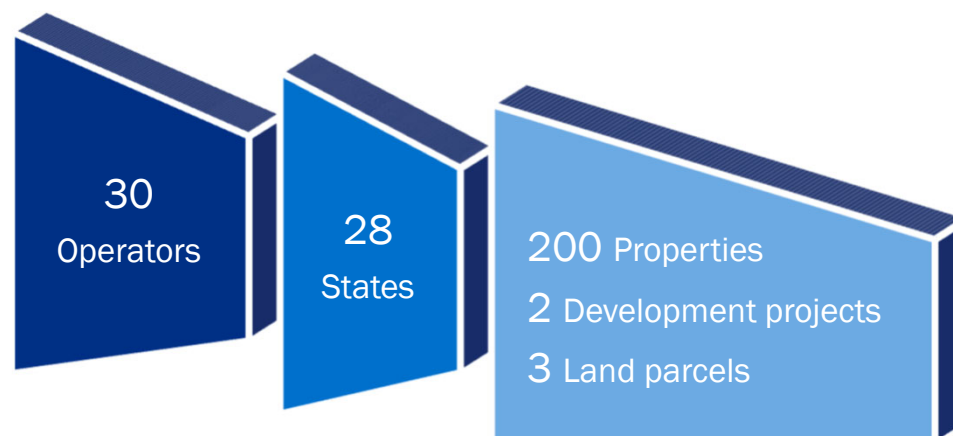 30
Operators
28
States
200 Properties
2 Development projects
3 Land parcels